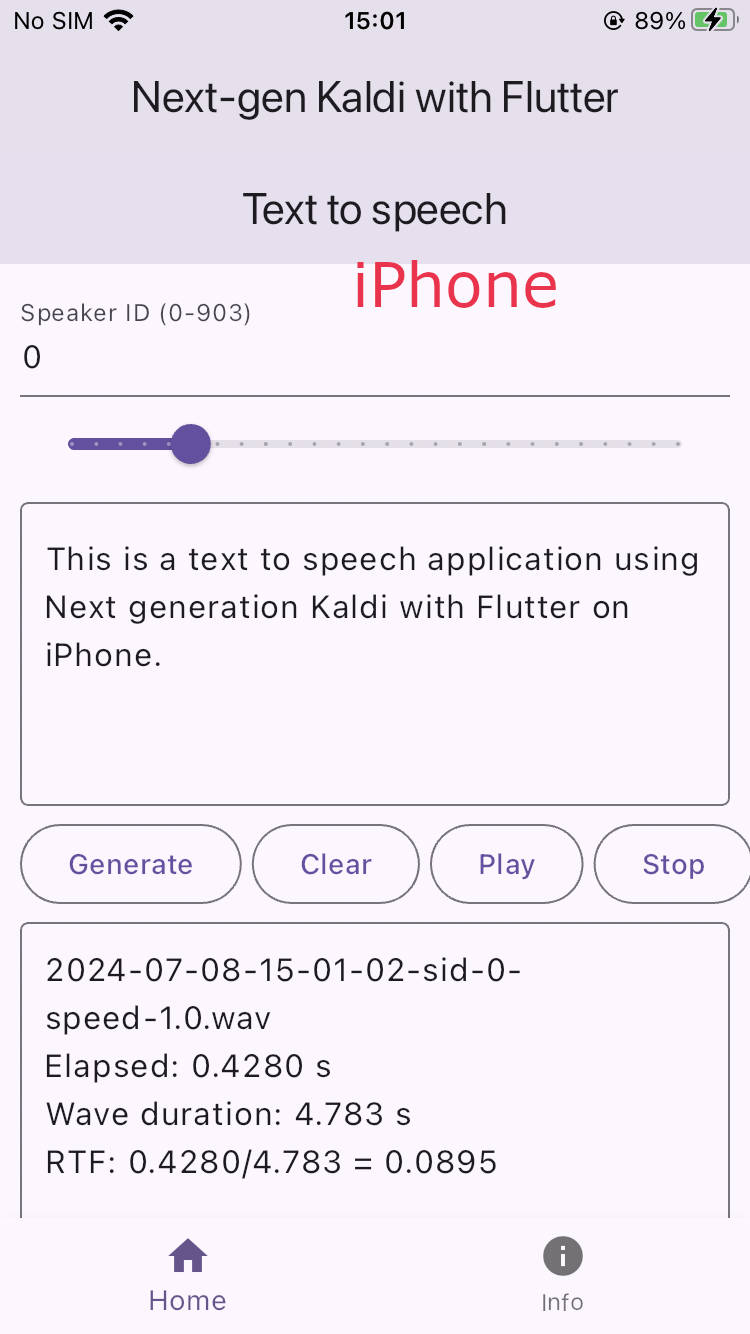 No SIM 15:01 89%
Next-gen Kaldi with Flutter
Text to speech
iPhone
Speaker ID (0-903)
0
This is a text to speech application using
Next generation Kaldi with Flutter on
iPhone.
Generate Clear Play Stop
2024-07-08-15-01-02-sid-0-
speed-1.0.wav
Elapsed: 0.4280 s
Wave duration: 4.783 s
RTF: 0.4280/4.783 = 0.0895
Home Info